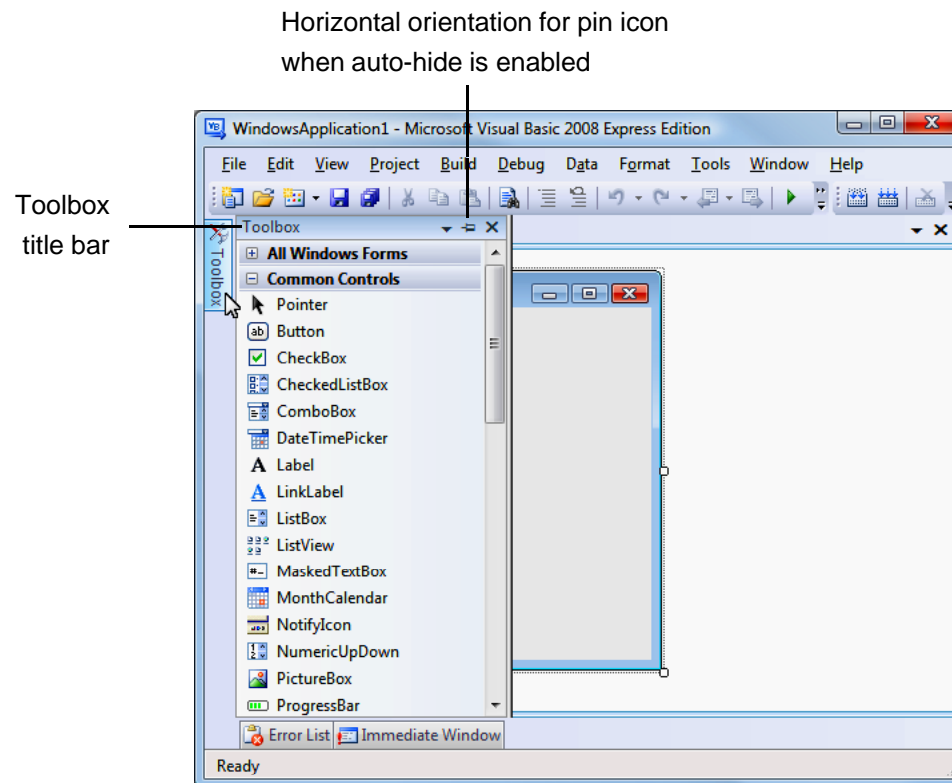 Horizontal orientation for pin icon
when auto-hide is enabled
WindowsApplication1 - Microsoft Visual Basic 2008 Express Edition
File Edit View Project Build Debug Data Format Tools Window Help
Toolbox
title bar
Toolbox
Toolbox
All Windows Forms
Common Controls
Pointer
ab Button
CheckBox
CheckedListBox
ComboBox
DateTimePicker
A Label
A LinkLabel
ListBox
ListView
#- MaskedTextBox
MonthCalendar
NotifyIcon
NumericUpDown
PictureBox
ProgressBar
Error List Immediate Window
Ready